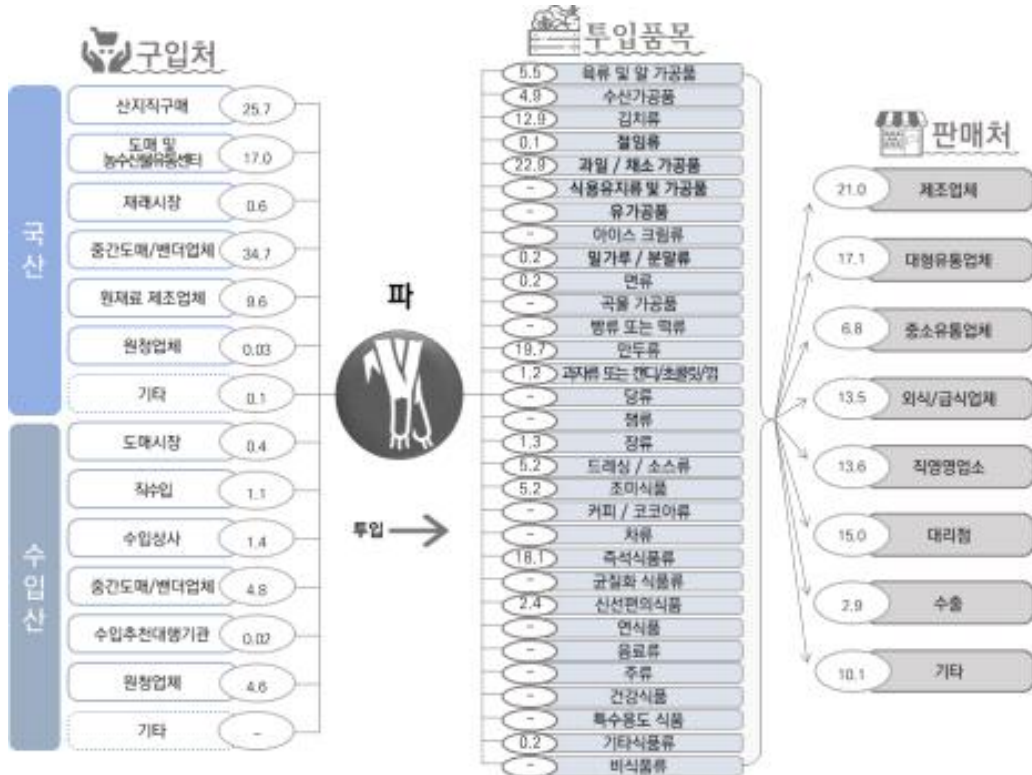 구입처
투입품목
판매처
국산
산지직구매 25.7
도매 및
농수산물유통센터 17.0
재래시장 0.6
중간도매/밴더업체 34.7
원재료 제조업체 9.6
원청업체 0.03
기타 0.1
수입산
도매시장 0.4
직수입 1.1
수입상사 1.4
중간도매/밴더업체 4.8
수입추천대행기관 0.02
원청업체 4.6
기타 -
파
투입
5.5 육류 및 알 가공품
4.9 수산가공품
12.9 김치류
0.1 절임류
22.9 과일 / 채소 가공품
- 식용유지류 및 가공품
- 유가공품
- 아이스 크림류
0.2 밀가루 / 분말류
0.2 면류
- 곡물 가공품
- 빵류 또는 떡류
19.7 만두류
1.2 과자류 또는 캔디/초콜릿/껌
- 당류
- 잼류
1.3 장류
5.2 드레싱 / 소스류
5.2 조미식품
- 커피 / 코코아류
- 차류
18.1 즉석식품류
- 균질화 식품류
2.4 신선편의식품
- 연식품
- 음료류
- 주류
- 건강식품
- 특수용도 식품
0.2 기타식품류
- 비식품류
21.0 제조업체
17.1 대형유통업체
6.8 중소유통업체
13.5 외식/급식업체
13.6 직영영업소
15.0 대리점
2.9 수출
10.1 기타